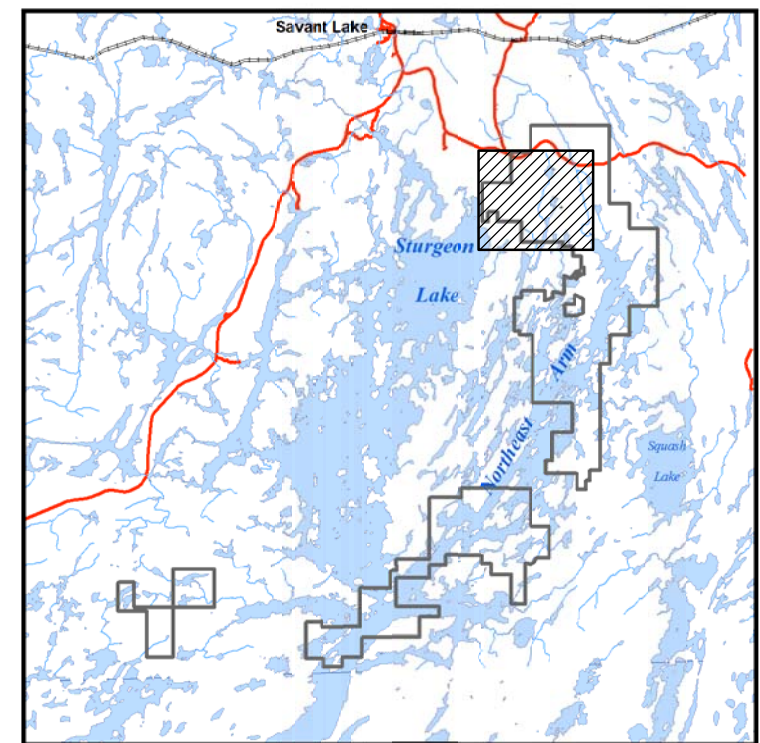 Savant Lake
Sturgeon
Lake
Arm
Northeast
Squash
Lake